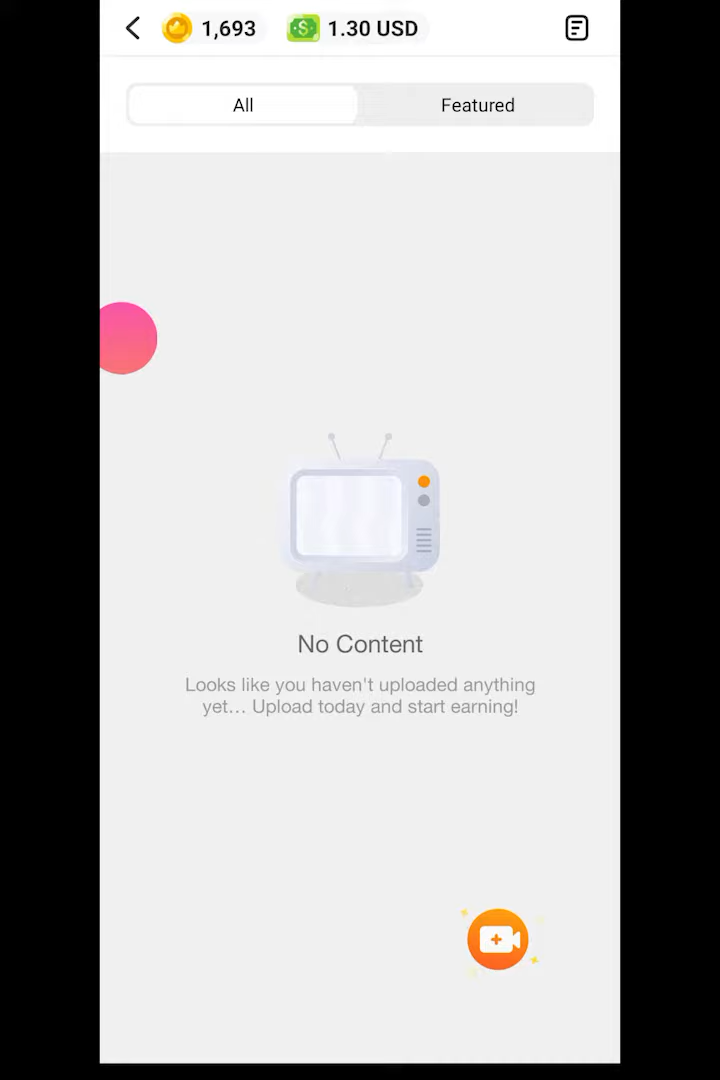 1,693 1.30 USD
All Featured
No Content
Looks like you haven't uploaded anything
yet... Upload today and start earning!